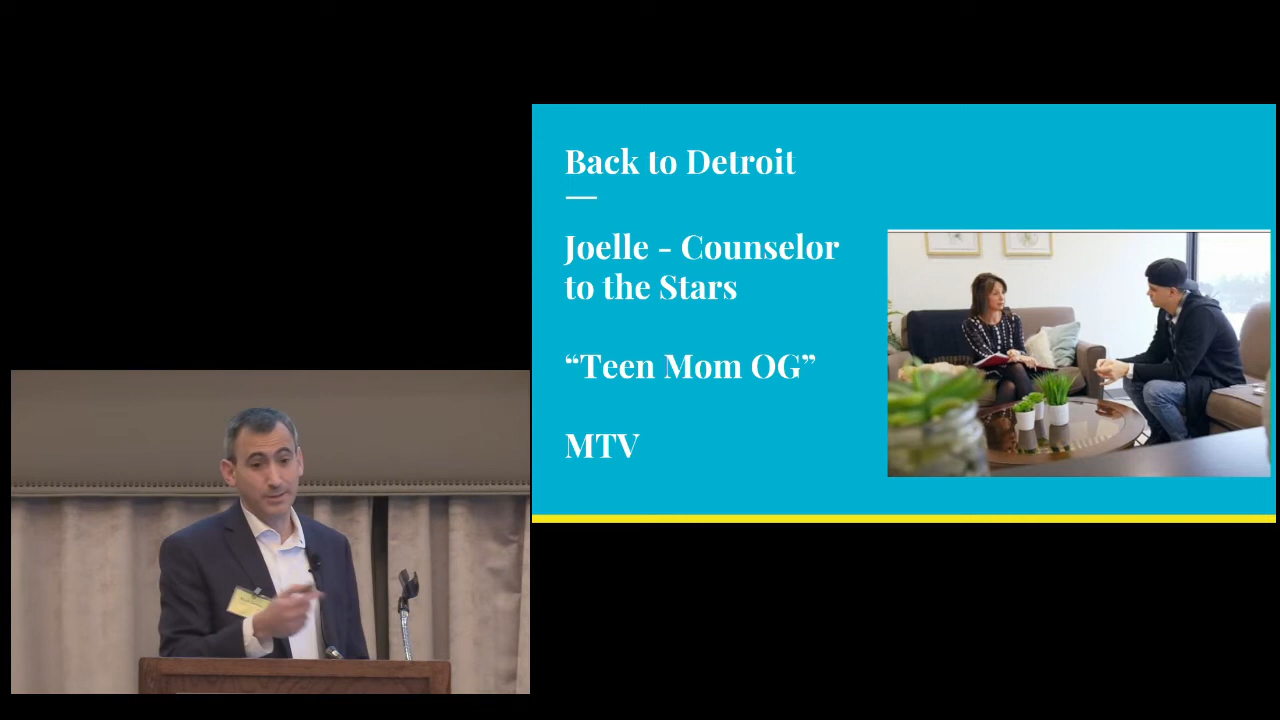 Back to Detroit
Joelle - Counselor
to the Stars
“Teen Mom OG”
MTV